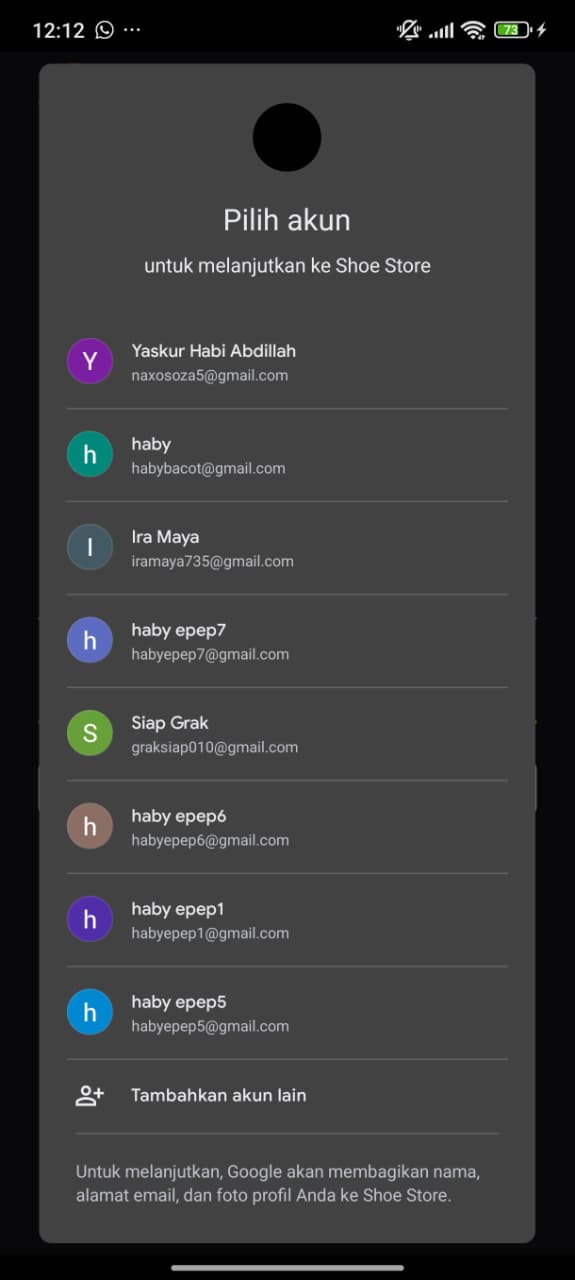 12:12
73
Pilih akun
untuk melanjutkan ke Shoe Store
Y
Yaskur Habi Abdillah
naxosoza5@gmail.com
h
haby
habybacot@gmail.com
I
Ira Maya
iramaya735@gmail.com
h
haby epep7
habyepep7@gmail.com
S
Siap Grak
graksiap010@gmail.com
h
haby epep6
habyepep6@gmail.com
h
haby epep1
habyepep1@gmail.com
h
haby epep5
habyepep5@gmail.com
Tambahkan akun lain
Untuk melanjutkan, Google akan membagikan nama,
alamat email, dan foto profil Anda ke Shoe Store.